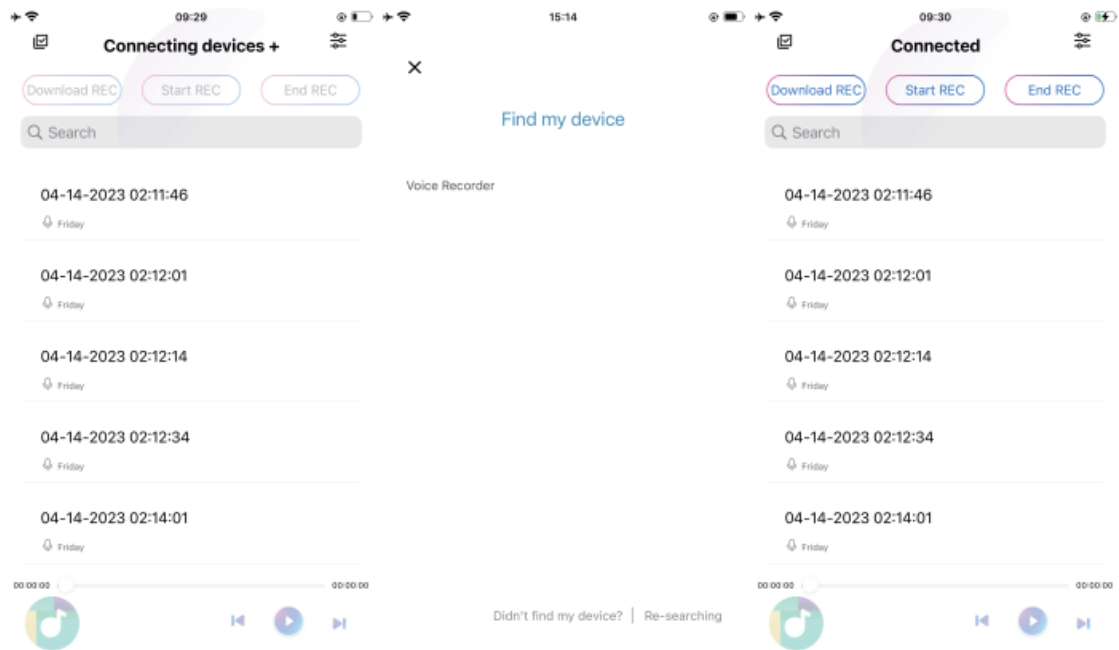 09:29
Connecting devices +
Download REC
Start REC
End REC
Search
04-14-2023 02:11:46
Friday
04-14-2023 02:12:01
Friday
04-14-2023 02:12:14
Friday
04-14-2023 02:12:34
Friday
04-14-2023 02:14:01
Friday
00:00:00
00:00:00
15:14
Find my device
Voice Recorder
Didn't find my device? | Re-searching
09:30
Connected
Download REC
Start REC
End REC
Search
04-14-2023 02:11:46
Friday
04-14-2023 02:12:01
Friday
04-14-2023 02:12:14
Friday
04-14-2023 02:12:34
Friday
04-14-2023 02:14:01
Friday
00:00:00
00:00:00